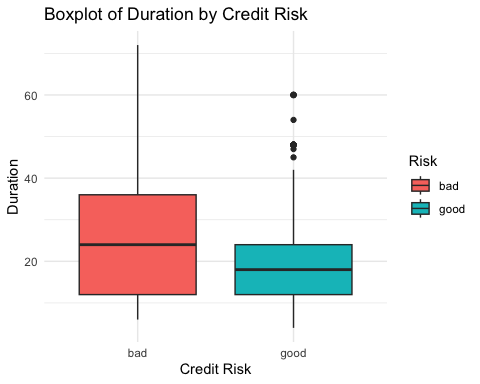 Boxplot of Duration by Credit Risk
60
40
20
Duration
bad
good
Credit Risk
Risk
bad
good